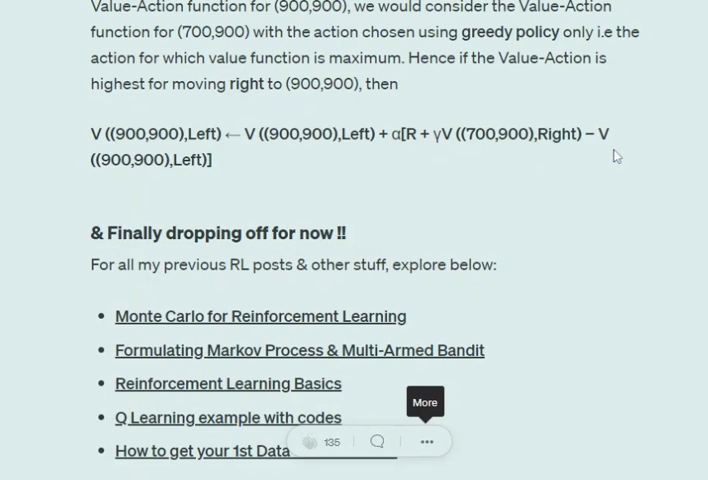 Value-Action function for (900,900), we would consider the Value-Action
function for (700,900) with the action chosen using greedy policy only i.e the
action for which value function is maximum. Hence if the Value-Action is
highest for moving right to (900,900), then
V ((900,900),Left) ← V ((900,900),Left) + α[R + γV ((700,900),Right) – V
((900,900),Left)]
& Finally dropping off for now !!
For all my previous RL posts & other stuff, explore below:
• Monte Carlo for Reinforcement Learning
• Formulating Markov Process & Multi-Armed Bandit
• Reinforcement Learning Basics
• Q Learning example with codes
More
• How to get your 1st Data
135